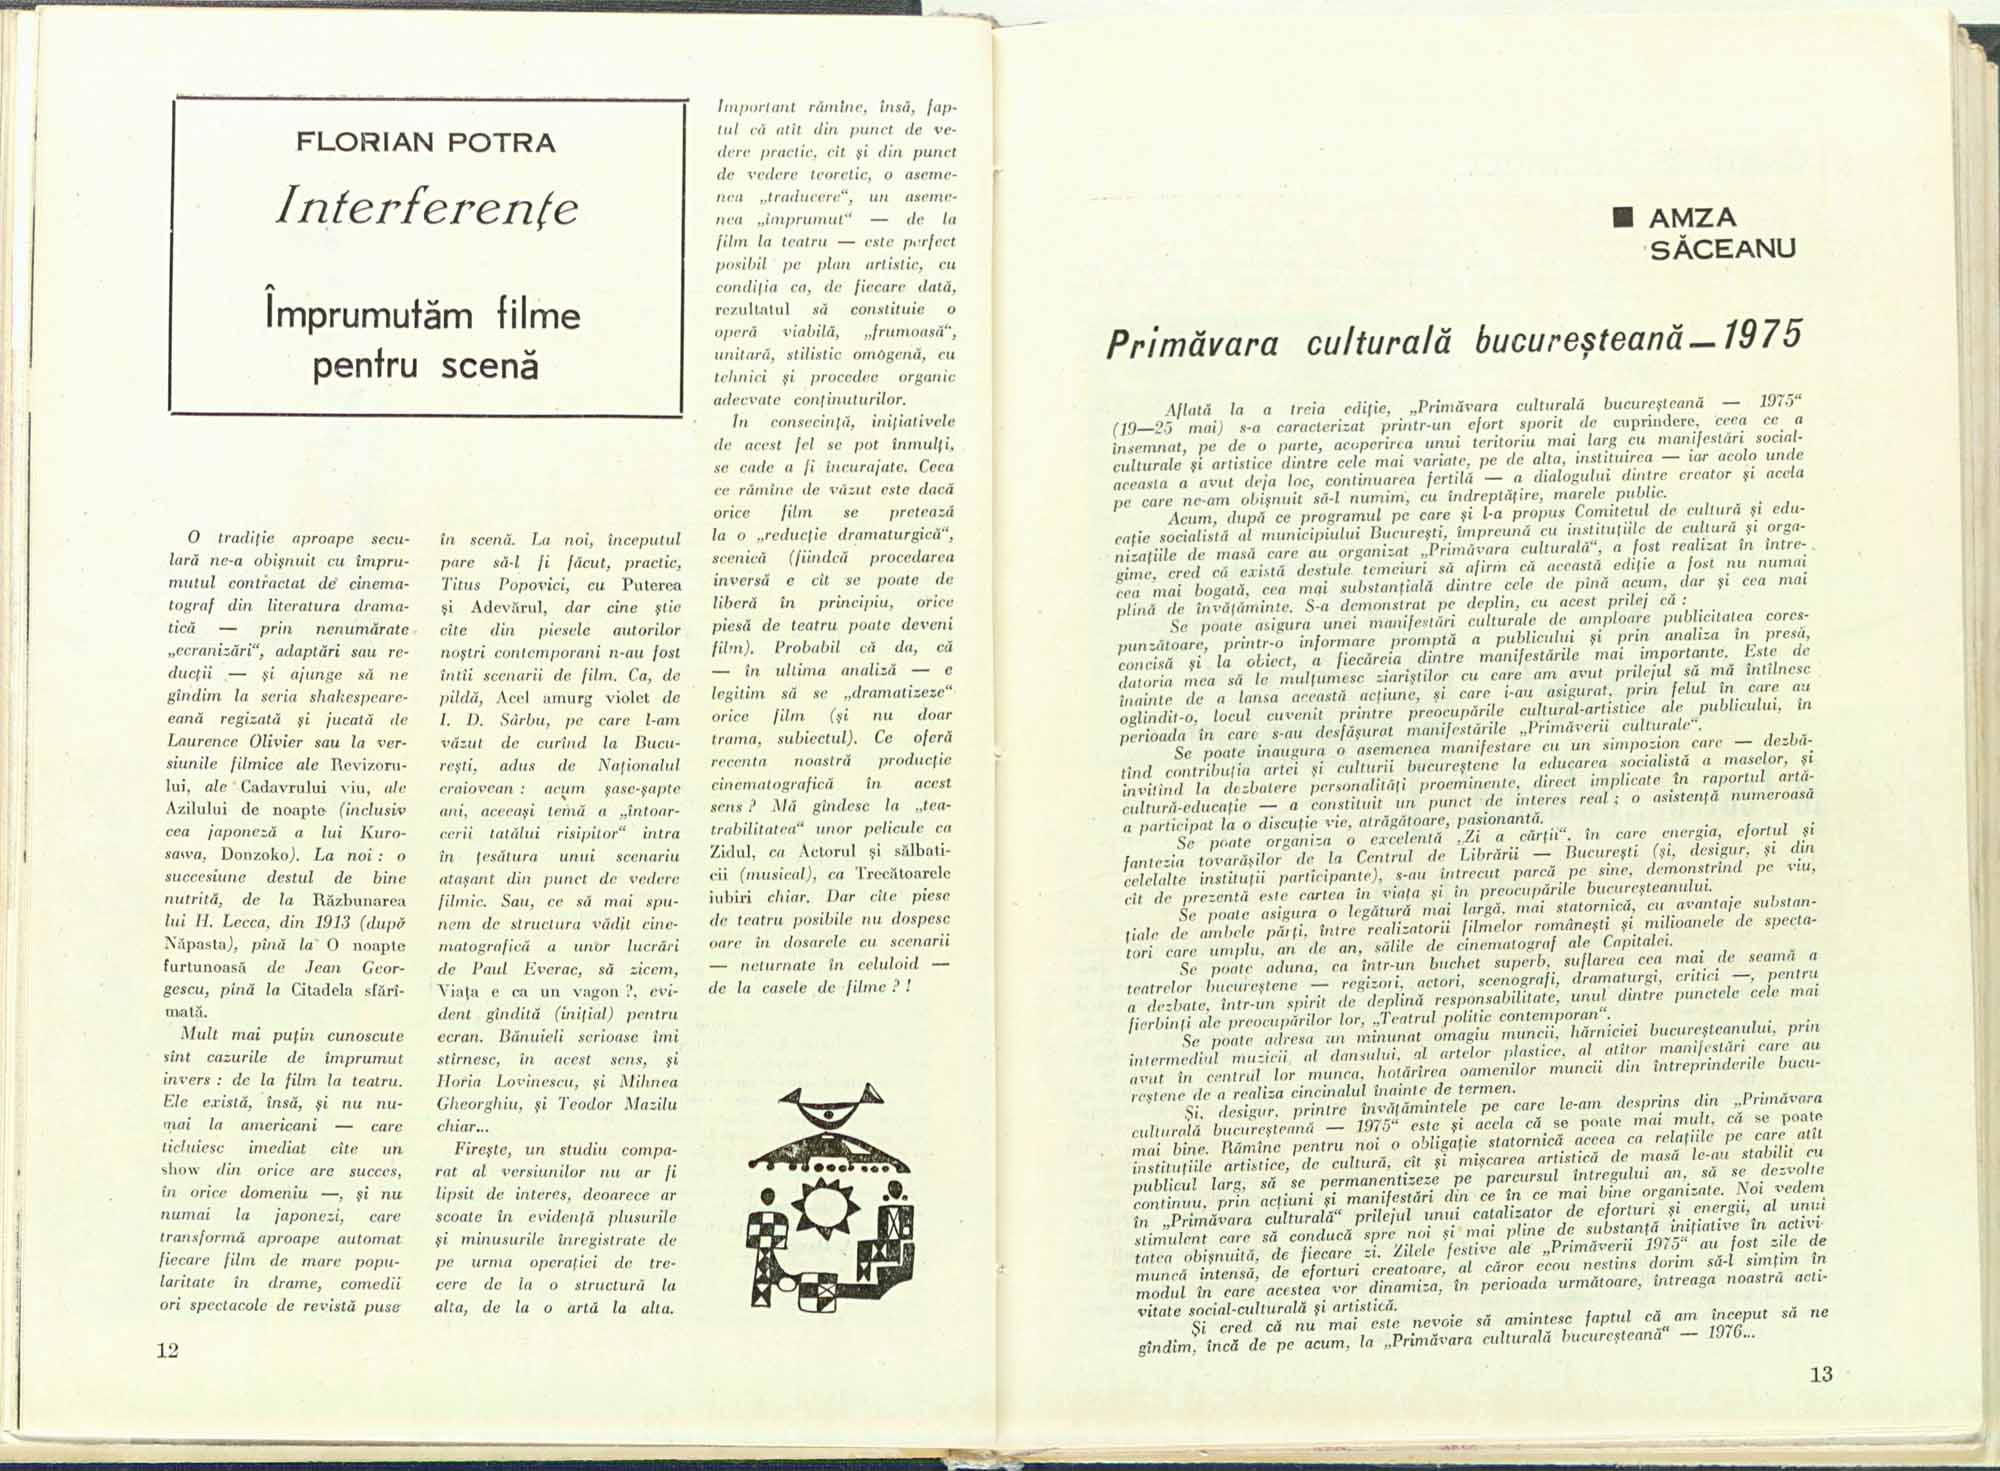 FLORIAN POTRA
Interferențe
Împrumutăm filme
pentru scenă
O tradiție aproape secu-
lară ne-a obișnuit cu împru-
mutul contractat de cinema-
tograf din literatura drama-
tică — prin nenumărate
„ecranizări“, adaptări sau re-
ducții — și ajunge să ne
gîndim la seria shakespeare-
eană regizată și jucată de
Laurence Olivier sau la ver-
siunile filmice ale Revizoru-
lui, ale Cadavrului viu, ale
Azilului de noapte (inclusiv
cea japoneză a lui Kuro-
sawa, Donzoko). La noi : o
succesiune destul de bine
nutrită, de la Răzbunarea
lui H. Lecca, din 1913 (după
Năpasta), pînă la O noapte
furtunoasă de Jean Geor-
gescu, pînă la Citadela sfărî-
mată.
Mult mai puțin cunoscute
sînt cazurile de împrumut
invers : de la film la teatru.
Ele există, însă, și nu nu-
mai la americani — care
ticluiesc imediat cîte un
show din orice are succes,
în orice domeniu —, și nu
numai la japonezi, care
transformă aproape automat
fiecare film de mare popu-
laritate în drame, comedii
ori spectacole de revistă puse
în scenă. La noi, începutul
pare să-l fi făcut, practic,
Titus Popovici, cu Puterea
și Adevărul, dar cine știe
cîte din piesele autorilor
noștri contemporani n-au fost
întîi scenarii de film. Ca, de
pildă, Acel amurg violet de
I. D. Sârbu, pe care l-am
văzut de curînd la Bucu-
rești, adus de Naționalul
craiovean : acum șase-șapte
ani, aceeași temă a „întoar-
cerii tatălui risipitor“ intra
în țesătura unui scenariu
atașant din punct de vedere
filmic. Sau, ce să mai spu-
nem de structura vădit cine-
matografică a unor lucrări
de Paul Everac, să zicem,
Viața e ca un vagon ?, evi-
dent gîndită (inițial) pentru
ecran. Bănuieli serioase îmi
stîrnesc, în acest sens, și
Horia Lovinescu, și Mihnea
Gheorghiu, și Teodor Mazilu
chiar...
Firește, un studiu compa-
rat al versiunilor nu ar fi
lipsit de interes, deoarece ar
scoate în evidență plusurile
și minusurile înregistrate de
pe urma operației de tre-
cere de la o structură la
alta, de la o artă la alta.
Important rămîne, însă, fap-
tul că atît din punct de ve-
dere practic, cît și din punct
de vedere teoretic, o aseme-
nea „traducere“, un aseme-
nea „împrumut“ — de la
film la teatru — este perfect
posibil pe plan artistic, cu
condiția ca, de fiecare dată,
rezultatul să constituie o
operă viabilă, „frumoasă“,
unitară, stilistic omogenă, cu
tehnici și procedee organic
adecvate conținuturilor.
In consecință, inițiativele
de acest fel se pot înmulți,
se cade a fi încurajate. Ceea
ce rămîne de văzut este dacă
orice film se pretează
la o „reducție dramaturgică“,
scenică (fiindcă procedarea
inversă e cît se poate de
liberă în principiu, orice
piesă de teatru poate deveni
film). Probabil că da, că
— în ultima analiză — e
legitim să se „dramatizeze“
orice film (și nu doar
trama, subiectul). Ce oferă
recenta noastră producție
cinematografică în acest
sens ? Mă gîndesc la „tea-
trabilitatea“ unor pelicule ca
Zidul, ca Actorul și sălbati-
cii (musical), ca Trecătoarele
iubiri chiar. Dar cîte piese
de teatru posibile nu dospesc
oare în dosarele cu scenarii
— neturnate în celuloid —
de la casele de filme ? !
12
■ AMZA
SĂCEANU
Primăvara culturală bucureșteană — 1975
Aflată la a treia ediție, „Primăvara culturală bucureșteană — 1975“
(19—25 mai) s-a caracterizat printr-un efort sporit de cuprindere, ceea ce a
însemnat, pe de o parte, acoperirea unui teritoriu mai larg cu manifestări social-
culturale și artistice dintre cele mai variate, pe de alta, instituirea — iar acolo unde
aceasta a avut deja loc, continuarea fertilă — a dialogului dintre creator și acela
pe care ne-am obișnuit să-l numim, cu îndreptățire, marele public.
Acum, după ce programul pe care și l-a propus Comitetul de cultură și edu-
cație socialistă al municipiului București, împreună cu instituțiile de cultură și orga-
nizațiile de masă care au organizat „Primăvara culturală“, a fost realizat în între-
gime, cred că există destule temeiuri să afirm că această ediție a fost nu numai
cea mai bogată, cea mai substanțială dintre cele de pînă acum, dar și cea mai
plină de învățăminte. S-a demonstrat pe deplin, cu acest prilej că :
Se poate asigura unei manifestări culturale de amploare publicitatea cores-
punzătoare, printr-o informare promptă a publicului și prin analiza în presă,
concisă și la obiect, a fiecăreia dintre manifestările mai importante. Este de
datoria mea să le mulțumesc ziariștilor cu care am avut prilejul să mă întîlnesc
înainte de a lansa această acțiune, și care i-au asigurat, prin felul în care au
oglindit-o, locul cuvenit printre preocupările cultural-artistice ale publicului, în
perioada în care s-au desfășurat manifestările „Primăverii culturale“.
Se poate inaugura o asemenea manifestare cu un simpozion care — dezbă-
tînd contribuția artei și culturii bucureștene la educarea socialistă a maselor, și
invitînd la dezbatere personalități proeminente, direct implicate în raportul artă-
cultură-educație — a constituit un punct de interes real ; o asistență numeroasă
a participat la o discuție vie, atrăgătoare, pasionantă.
Se poate organiza o excelentă „Zi a cărții“, în care energia, efortul și
fantezia tovarășilor de la Centrul de Librării — București (și, desigur, și din
celelalte instituții participante), s-au întrecut parcă pe sine, demonstrînd pe viu,
cît de prezentă este cartea în viața și în preocupările bucureșteanului.
Se poate asigura o legătură mai largă, mai statornică, cu avantaje substan-
țiale de ambele părți, între realizatorii filmelor românești și milioanele de specta-
tori care umplu, an de an, sălile de cinematograf ale Capitalei.
Se poate aduna, ca într-un buchet superb, suflarea cea mai de seamă a
teatrelor bucureștene — regizori, actori, scenografi, dramaturgi, critici —, pentru
a dezbate, într-un spirit de deplină responsabilitate, unul dintre punctele cele mai
fierbinți ale preocupărilor lor, „Teatrul politic contemporan“.
Se poate adresa un minunat omagiu muncii, hărniciei bucureșteanului, prin
intermediul muzicii, al dansului, al artelor plastice, al atîtor manifestări care au
avut în centrul lor munca, hotărîrea oamenilor muncii din întreprinderile bucu-
reștene de a realiza cincinalul înainte de termen.
Și, desigur, printre învățămintele pe care le-am desprins din „Primăvara
culturală bucureșteană — 1975“ este și acela că se poate mai mult, că se poate
mai bine. Rămîne pentru noi o obligație statornică aceea ca relațiile pe care atît
instituțiile artistice, de cultură, cît și mișcarea artistică de masă le-au stabilit cu
publicul larg, să se permanentizeze pe parcursul întregului an, să se dezvolte
continuu, prin acțiuni și manifestări din ce în ce mai bine organizate. Noi vedem
în „Primăvara culturală“ prilejul unui catalizator de eforturi și energii, al unui
stimulent care să conducă spre noi și mai pline de substanță inițiative în activi-
tatea obișnuită, de fiecare zi. Zilele festive ale „Primăverii 1975“ au fost zile de
muncă intensă, de eforturi creatoare, al căror ecou nestins dorim să-l simțim în
modul în care acestea vor dinamiza, în perioada următoare, întreaga noastră acti-
vitate social-culturală și artistică.
Și cred că nu mai este nevoie să amintesc faptul că am început să ne
gîndim, încă de pe acum, la „Primăvara culturală bucureșteană“ — 1976...
13